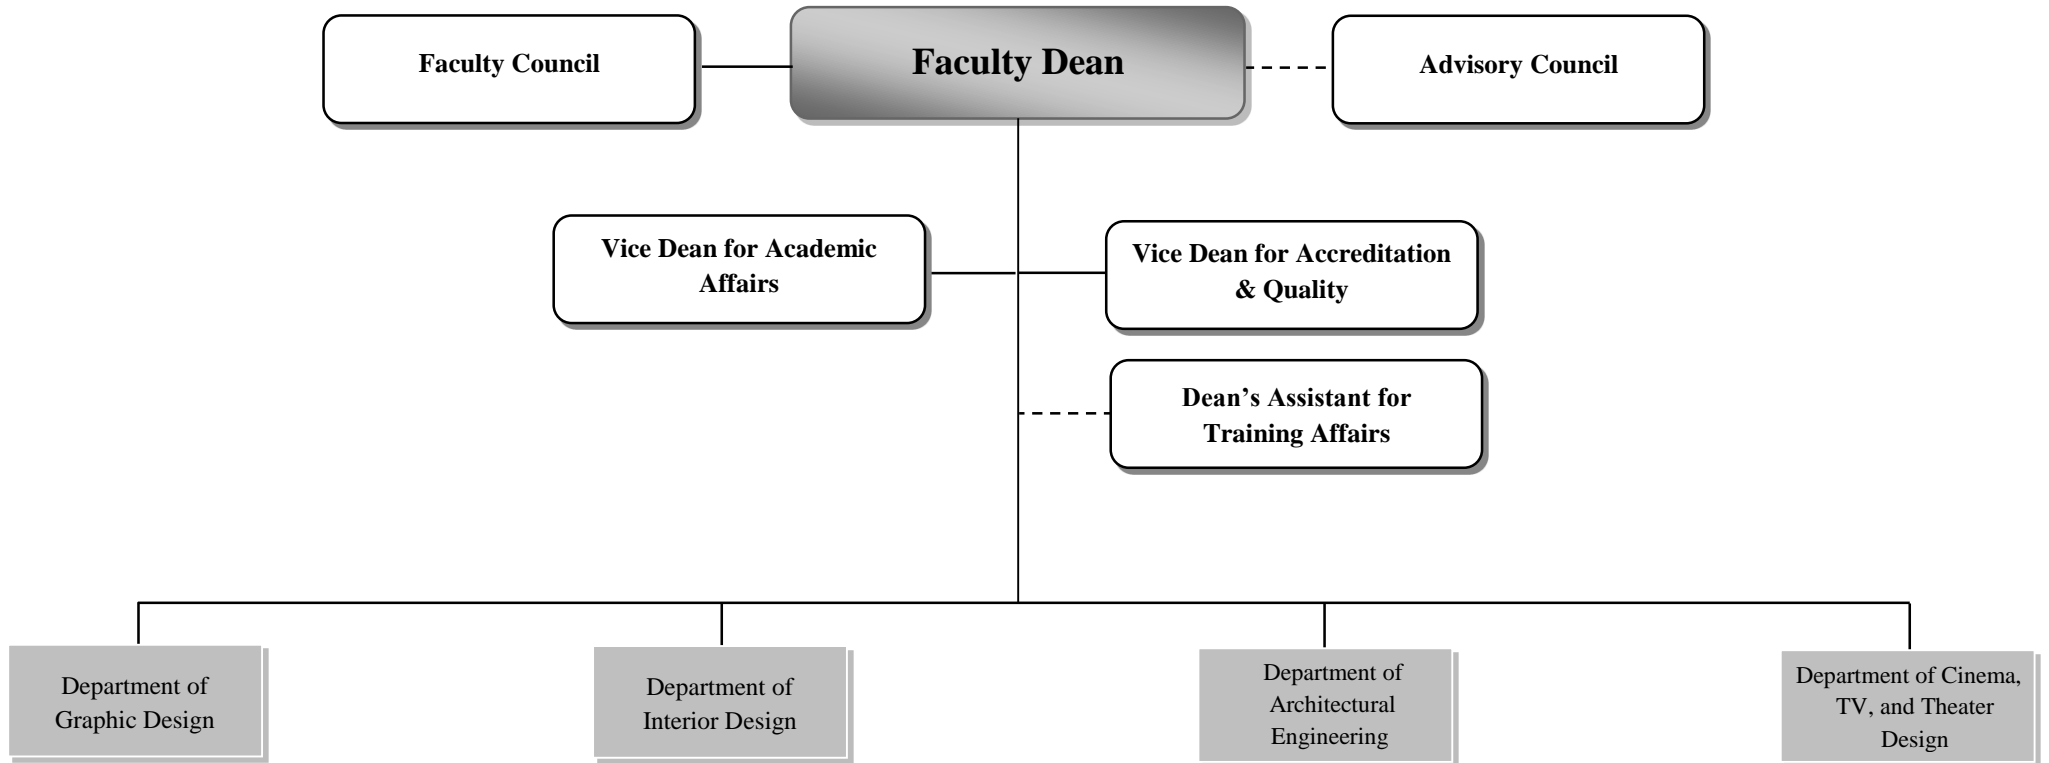 Faculty Council
Faculty Dean
Advisory Council
Vice Dean for Academic
Affairs
Vice Dean for Accreditation
& Quality
Dean’s Assistant for
Training Affairs
Department of
Graphic Design
Department of
Interior Design
Department of
Architectural
Engineering
Department of Cinema,
TV, and Theater
Design